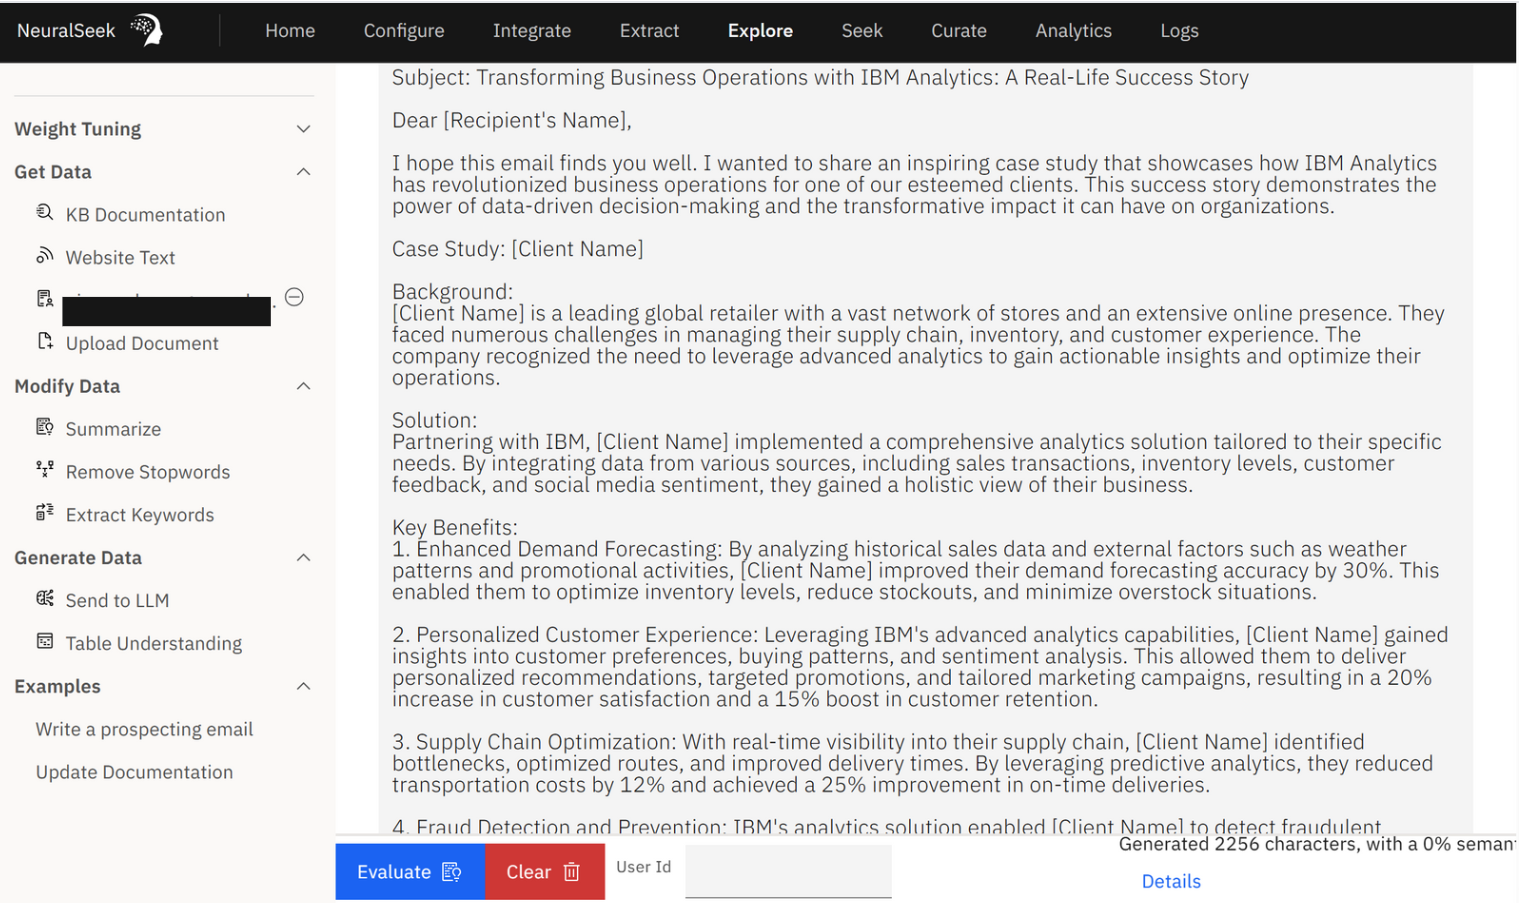 NeuralSeek
Home
Configure
Integrate
Extract
Explore
Seek
Curate
Analytics
Logs
Weight Tuning
Get Data
KB Documentation
Website Text
Upload Document
Modify Data
Summarize
Remove Stopwords
Extract Keywords
Generate Data
Send to LLM
Table Understanding
Examples
Write a prospecting email
Update Documentation
Subject: Transforming Business Operations with IBM Analytics: A Real-Life Success Story
Dear [Recipient's Name],
I hope this email finds you well. I wanted to share an inspiring case study that showcases how IBM Analytics
has revolutionized business operations for one of our esteemed clients. This success story demonstrates the
power of data-driven decision-making and the transformative impact it can have on organizations.
Case Study: [Client Name]
Background:
[Client Name] is a leading global retailer with a vast network of stores and an extensive online presence. They
faced numerous challenges in managing their supply chain, inventory, and customer experience. The
company recognized the need to leverage advanced analytics to gain actionable insights and optimize their
operations.
Solution:
Partnering with IBM, [Client Name] implemented a comprehensive analytics solution tailored to their specific
needs. By integrating data from various sources, including sales transactions, inventory levels, customer
feedback, and social media sentiment, they gained a holistic view of their business.
Key Benefits:
1. Enhanced Demand Forecasting: By analyzing historical sales data and external factors such as weather
patterns and promotional activities, [Client Name] improved their demand forecasting accuracy by 30%. This
enabled them to optimize inventory levels, reduce stockouts, and minimize overstock situations.
2. Personalized Customer Experience: Leveraging IBM's advanced analytics capabilities, [Client Name] gained
insights into customer preferences, buying patterns, and sentiment analysis. This allowed them to deliver
personalized recommendations, targeted promotions, and tailored marketing campaigns, resulting in a 20%
increase in customer satisfaction and a 15% boost in customer retention.
3. Supply Chain Optimization: With real-time visibility into their supply chain, [Client Name] identified
bottlenecks, optimized routes, and improved delivery times. By leveraging predictive analytics, they reduced
transportation costs by 12% and achieved a 25% improvement in on-time deliveries.
4. Fraud Detection and Prevention: IBM's analytics solution enabled [Client Name] to detect fraudulent
Evaluate
Clear
User Id
Generated 2256 characters, with a 0% seman
Details